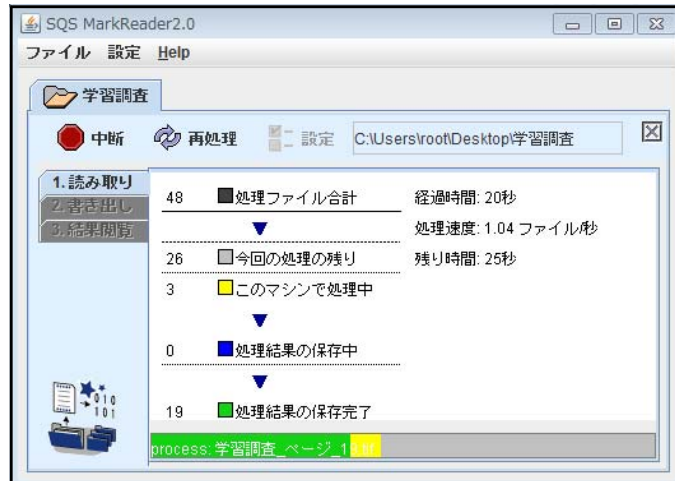 SQS MarkReader2.0
ファイル 設定 Help
学習調査
中断 再処理 設定 C:\Users\root\Desktop\学習調査
1.読み取り
2.書き出し
3.結果閲覧
48 処理ファイル合計 経過時間: 20秒
処理速度: 1.04 ファイル/秒
26 今回の処理の残り 残り時間: 25秒
3 このマシンで処理中
0 処理結果の保存中
19 処理結果の保存完了
010
101
process: 学習調査_ページ_19.tif